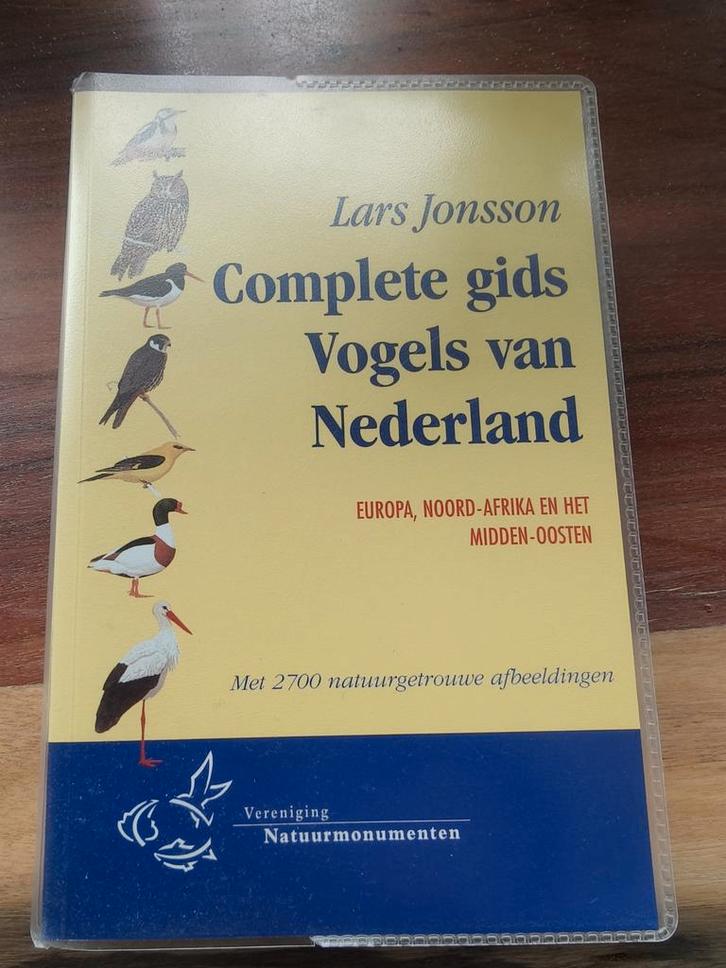 Lars Jonsson
Complete gids
Vogels van
Nederland
EUROPA, NOORD-AFRIKA EN HET
MIDDEN-OOSTEN
Met 2700 natuurgetrouwe afbeeldingen
Vereniging
Natuurmonumenten